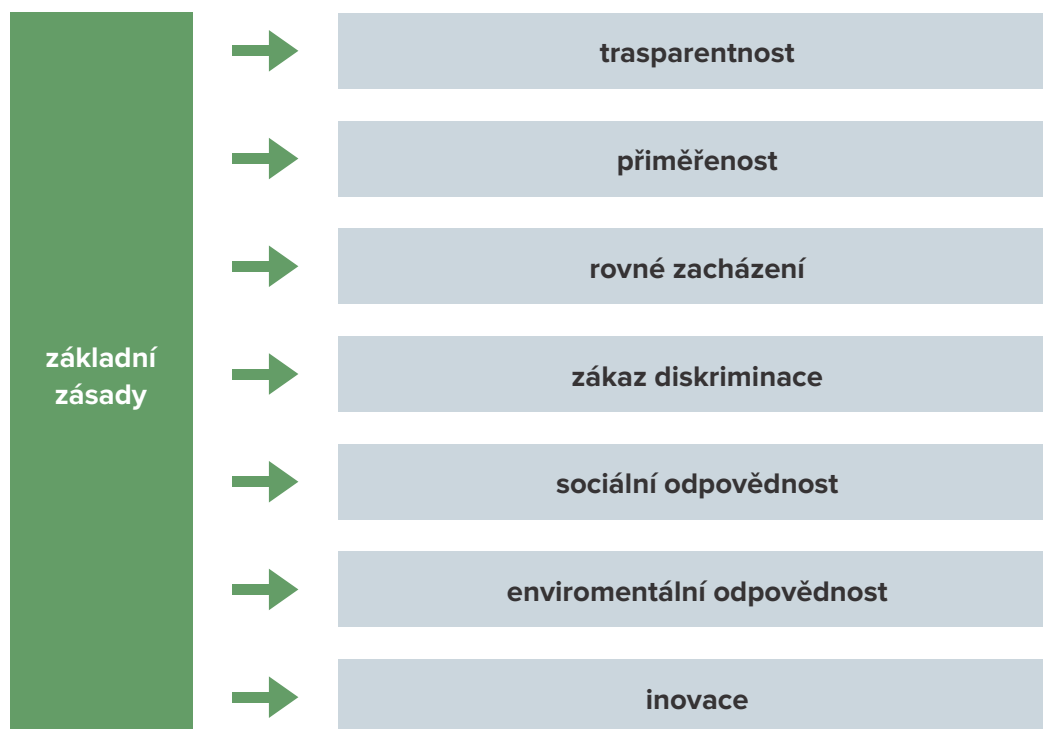 základní
zásady
trasparentnost
přiměřenost
rovné zacházení
zákaz diskriminace
sociální odpovědnost
enviromentální odpovědnost
inovace